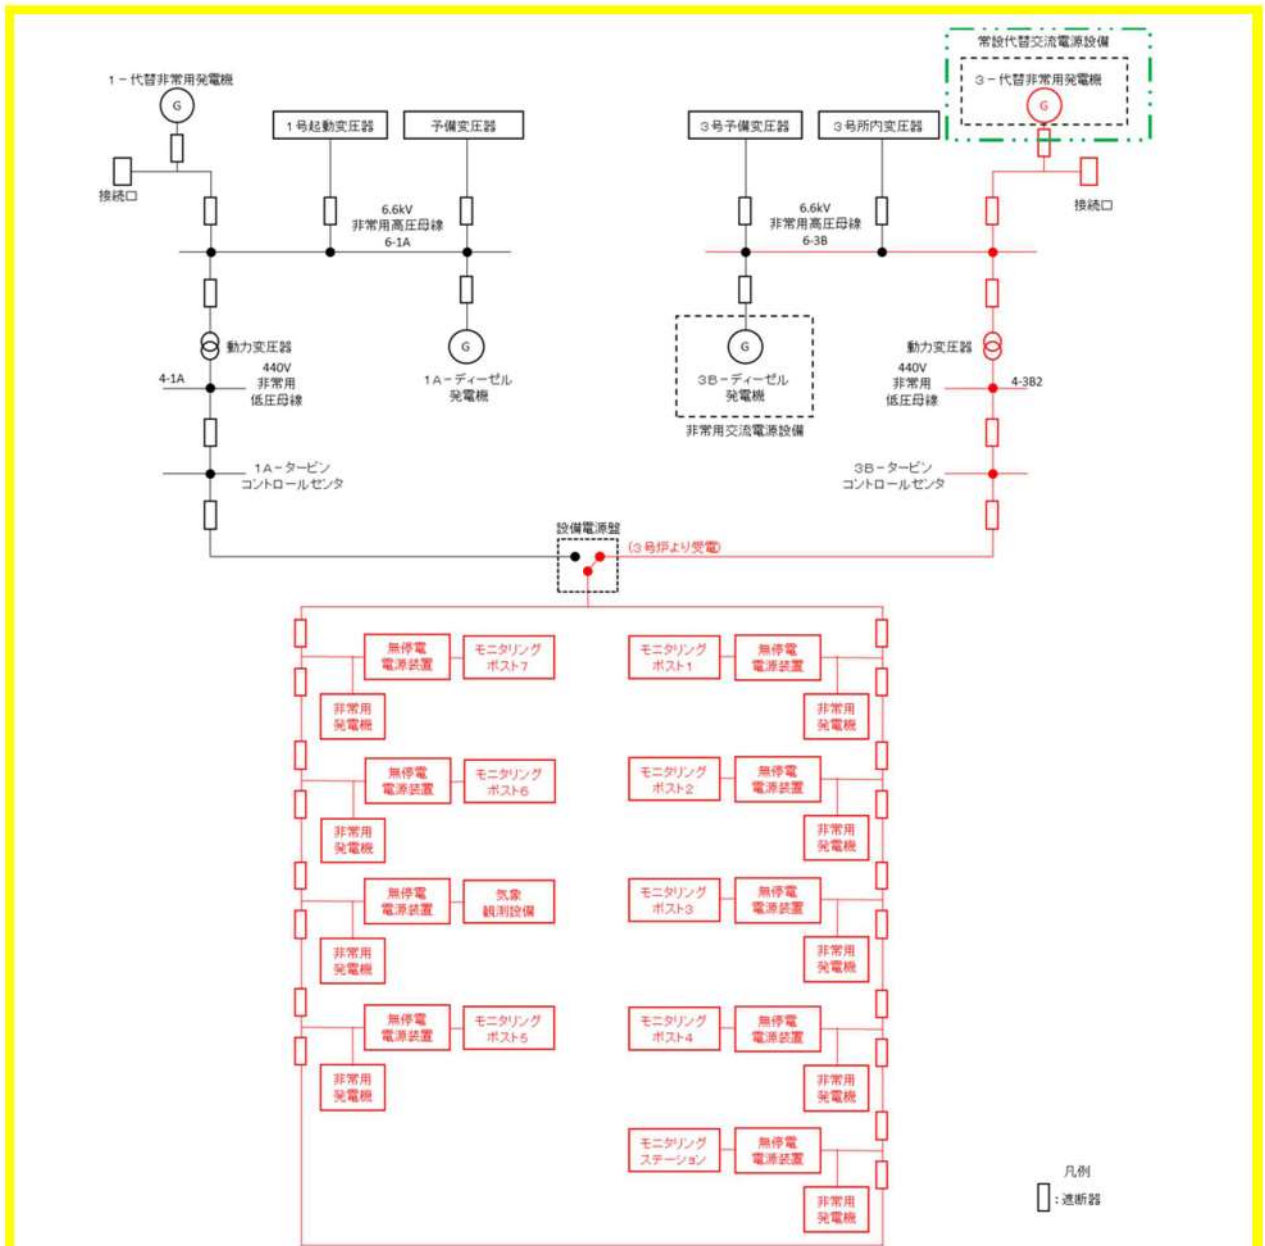 常設代替交流電源設備
1－代替非常用発電機
3－代替非常用発電機
G
G
1号起動変圧器
予備変圧器
3号予備変圧器
3号所内変圧器
接続口
接続口
6.6kV
非常用高圧母線
6-1A
6.6kV
非常用高圧母線
6-3B
動力変圧器
G
G
動力変圧器
4-1A
440V
非常用
低圧母線
1A－ディーゼル
発電機
3B－ディーゼル
発電機
440V
非常用
低圧母線
4-3B2
非常用交流電源設備
1A－タービン
コントロールセンタ
3B－タービン
コントロールセンタ
設備電源盤
(3号炉より受電)
無停電
電源装置
モニタリング
ポスト7
モニタリング
ポスト1
無停電
電源装置
非常用
発電機
非常用
発電機
無停電
電源装置
モニタリング
ポスト6
モニタリング
ポスト2
無停電
電源装置
非常用
発電機
非常用
発電機
無停電
電源装置
気象
観測設備
モニタリング
ポスト3
無停電
電源装置
非常用
発電機
非常用
発電機
無停電
電源装置
モニタリング
ポスト5
モニタリング
ポスト4
無停電
電源装置
非常用
発電機
非常用
発電機
モニタリング
ステーション
無停電
電源装置
非常用
発電機
凡例
：遮断器